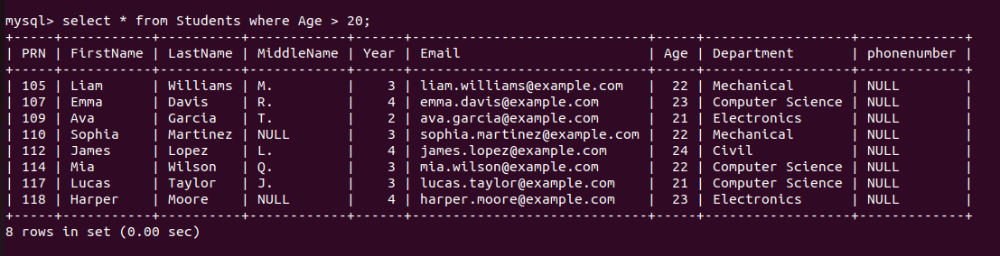 mysql> select * from Students where Age > 20;
+-----+-----------+----------+------------+------+-----------------------------+-----+------------------+-------------+
| PRN | FirstName | LastName | MiddleName | Year | Email                       | Age | Department       | phonenumber |
+-----+-----------+----------+------------+------+-----------------------------+-----+------------------+-------------+
| 105 | Liam      | Williams | M.         |    3 | liam.williams@example.com   |  22 | Mechanical       | NULL        |
| 107 | Emma      | Davis    | R.         |    4 | emma.davis@example.com      |  23 | Computer Science | NULL        |
| 109 | Ava       | Garcia   | T.         |    2 | ava.garcia@example.com      |  21 | Electronics      | NULL        |
| 110 | Sophia    | Martinez | NULL       |    3 | sophia.martinez@example.com |  22 | Mechanical       | NULL        |
| 112 | James     | Lopez    | L.         |    4 | james.lopez@example.com     |  24 | Civil            | NULL        |
| 114 | Mia       | Wilson   | Q.         |    3 | mia.wilson@example.com      |  22 | Computer Science | NULL        |
| 117 | Lucas     | Taylor   | J.         |    3 | lucas.taylor@example.com    |  21 | Computer Science | NULL        |
| 118 | Harper    | Moore    | NULL       |    4 | harper.moore@example.com    |  23 | Electronics      | NULL        |
+-----+-----------+----------+------------+------+-----------------------------+-----+------------------+-------------+
8 rows in set (0.00 sec)